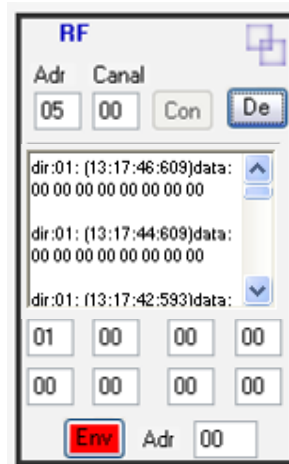 RF
Adr Canal
05 00 Con De
dir:01: (13:17:46:609)data:
00 00 00 00 00 00 00 00
dir:01: (13:17:44:609)data:
00 00 00 00 00 00 00 00
dir:01: (13:17:42:593)data:
01 00 00 00
00 00 00 00
Env Adr 00